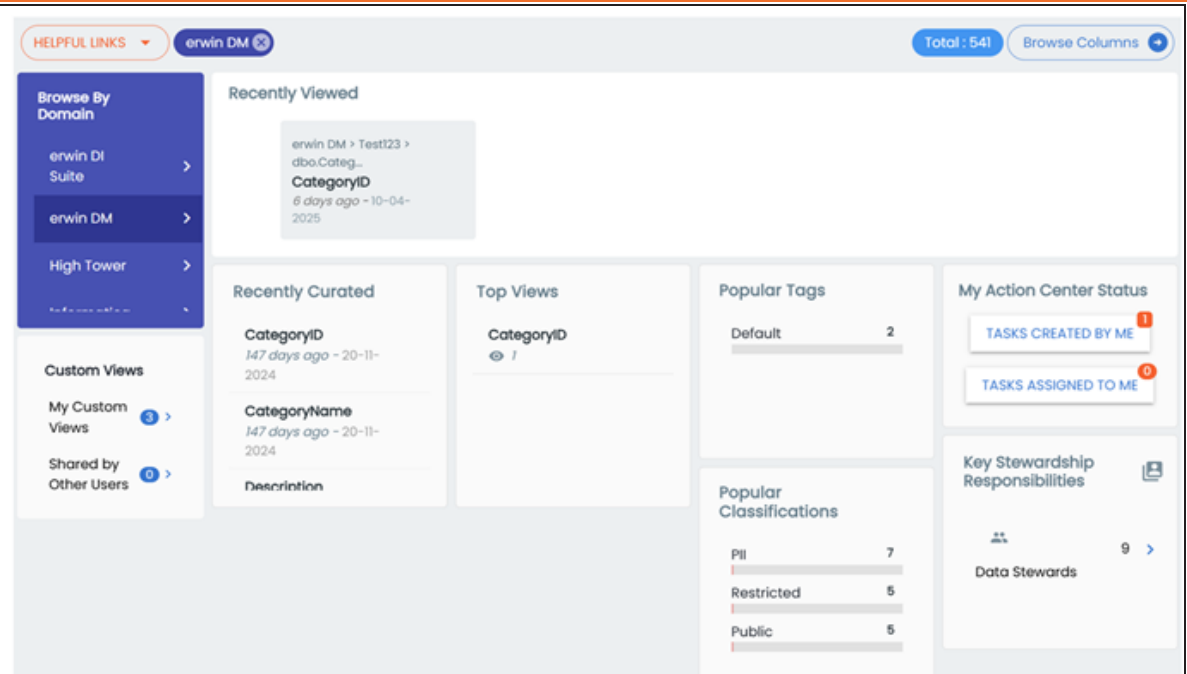 HELPFUL LINKS
erwin DM
Total : 541
Browse Columns
Browse By
Domain
erwin DI
Suite
erwin DM
High Tower
Custom Views
My Custom
Views
3
Shared by
Other Users
0
Recently Viewed
erwin DM > Test123 >
dbo.Categ...
CategoryID
6 days ago - 10-04-
2025
Recently Curated
CategoryID
147 days ago - 20-11-
2024
CategoryName
147 days ago - 20-11-
2024
Description
Top Views
CategoryID
1
Popular Tags
Default 2
Popular
Classifications
PII 7
Restricted 5
Public 5
My Action Center Status
TASKS CREATED BY ME
1
TASKS ASSIGNED TO ME
0
Key Stewardship
Responsibilities
Data Stewards
9